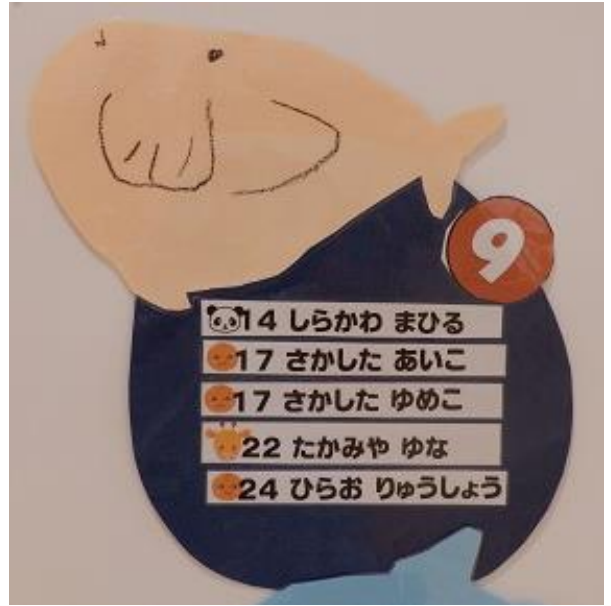 9
14 しらかわ まひる
17 さかした あいこ
17 さかした ゆめこ
22 たかみや ゆな
24 ひらお りゅうしょう